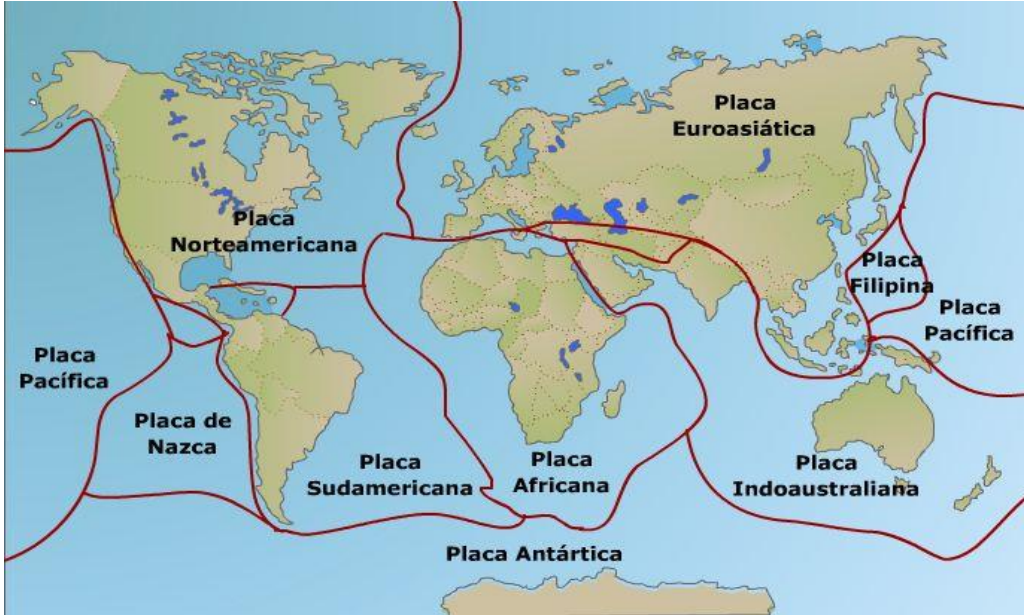 Placa
Euroasiática
Placa
Norteamericana
Placa
Filipina
Placa
Pacífica
Placa
Pacífica
Placa de
Nazca
Placa
Sudamericana
Placa
Africana
Placa
Indoaustraliana
Placa Antártica